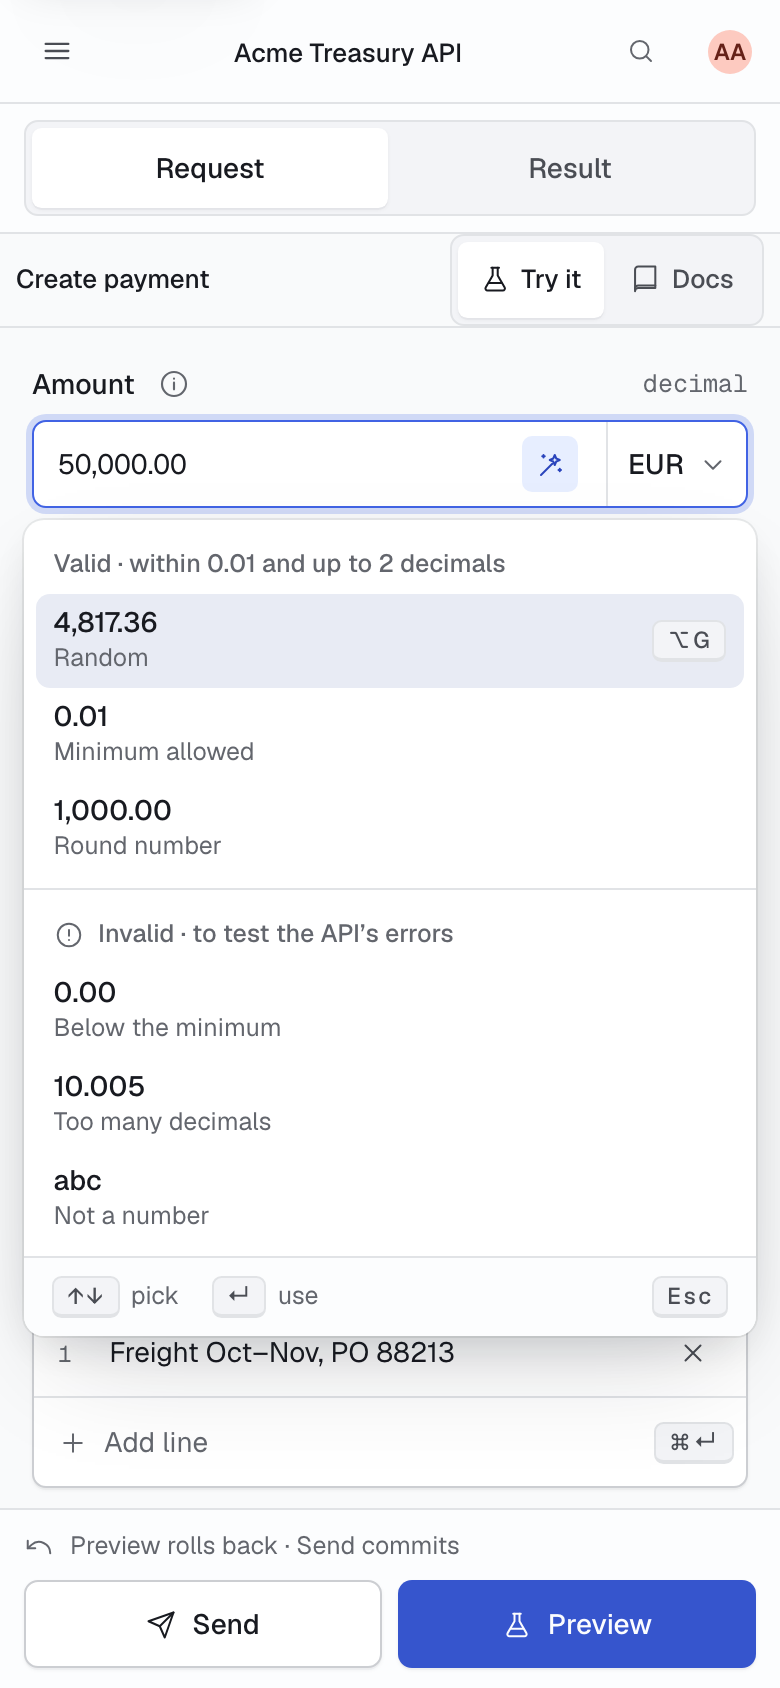 Acme Treasury API
AA
Request
Result
Create payment
Try it
Docs
Amount
decimal
50,000.00
EUR
Valid · within 0.01 and up to 2 decimals
4,817.36
Random
⌥ G
0.01
Minimum allowed
1,000.00
Round number
Invalid · to test the API’s errors
0.00
Below the minimum
10.005
Too many decimals
abc
Not a number
↑↓ pick ↵ use Esc
1 Freight Oct–Nov, PO 88213
Add line ⌘ ↵
Preview rolls back · Send commits
Send
Preview